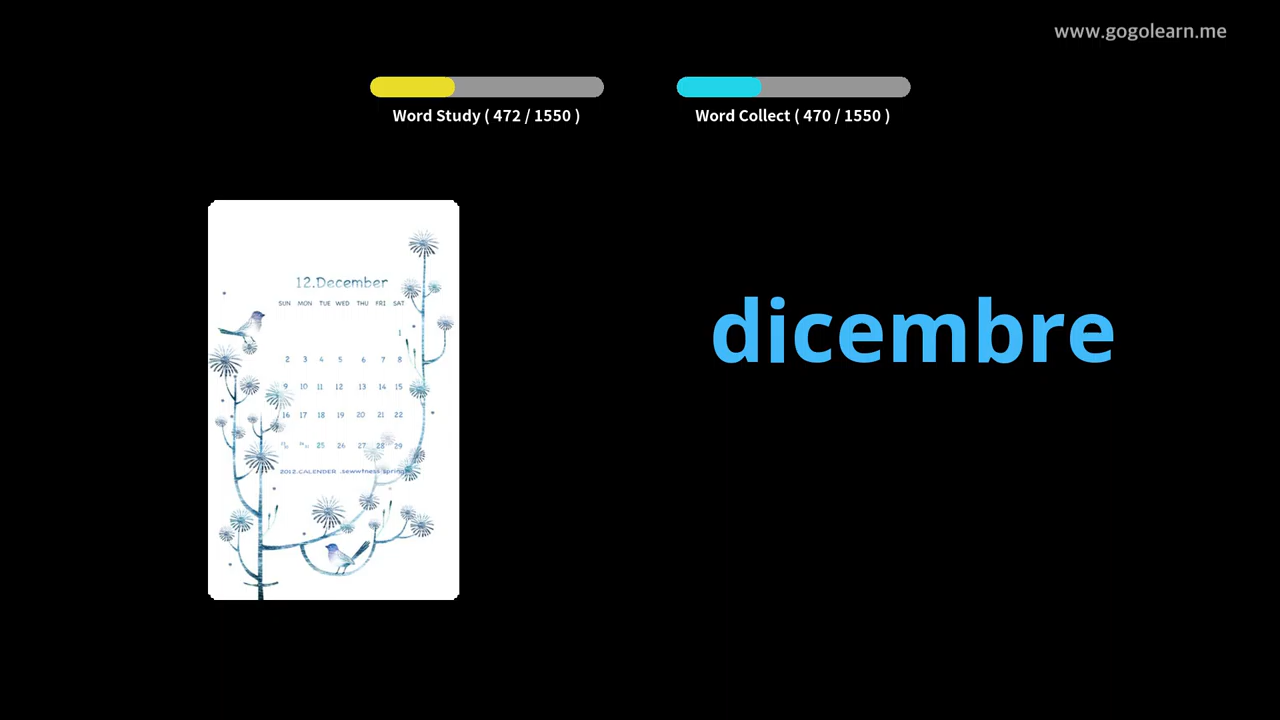 www.gogolearn.me
Word Study ( 472 / 1550 )
Word Collect ( 470 / 1550 )
12.December
SUN MON TUE WED THU FRI SAT
1
2 3 4 5 6 7 8
9 10 11 12 13 14 15
16 17 18 19 20 21 22
25 26 27 28 29
2012.CALENDER
dicembre